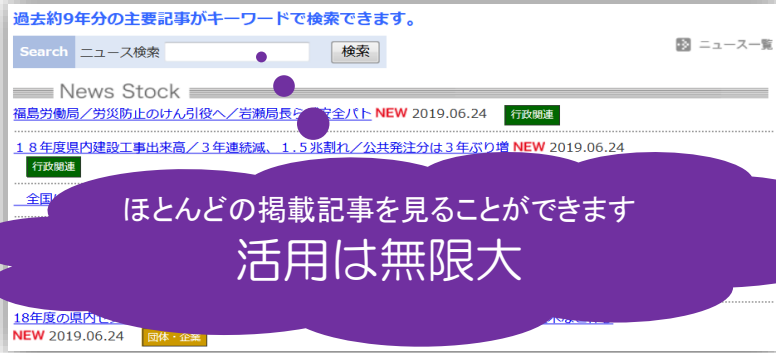 過去約9年分の主要記事がキーワードで検索できます。
Search ニュース検索 検索
ニュース一覧
News Stock
福島労働局／労災防止のけん引役へ／岩瀬局長ら 安全パト NEW 2019.06.24 行政関連
１８年度県内建設工事出来高／３年連続減、１.５兆割れ／公共発注分は３年ぶり増 NEW 2019.06.24
行政関連
全国
ほとんどの掲載記事を見ることができます
活用は無限大
18年度の県内
NEW 2019.06.24 団体・企業